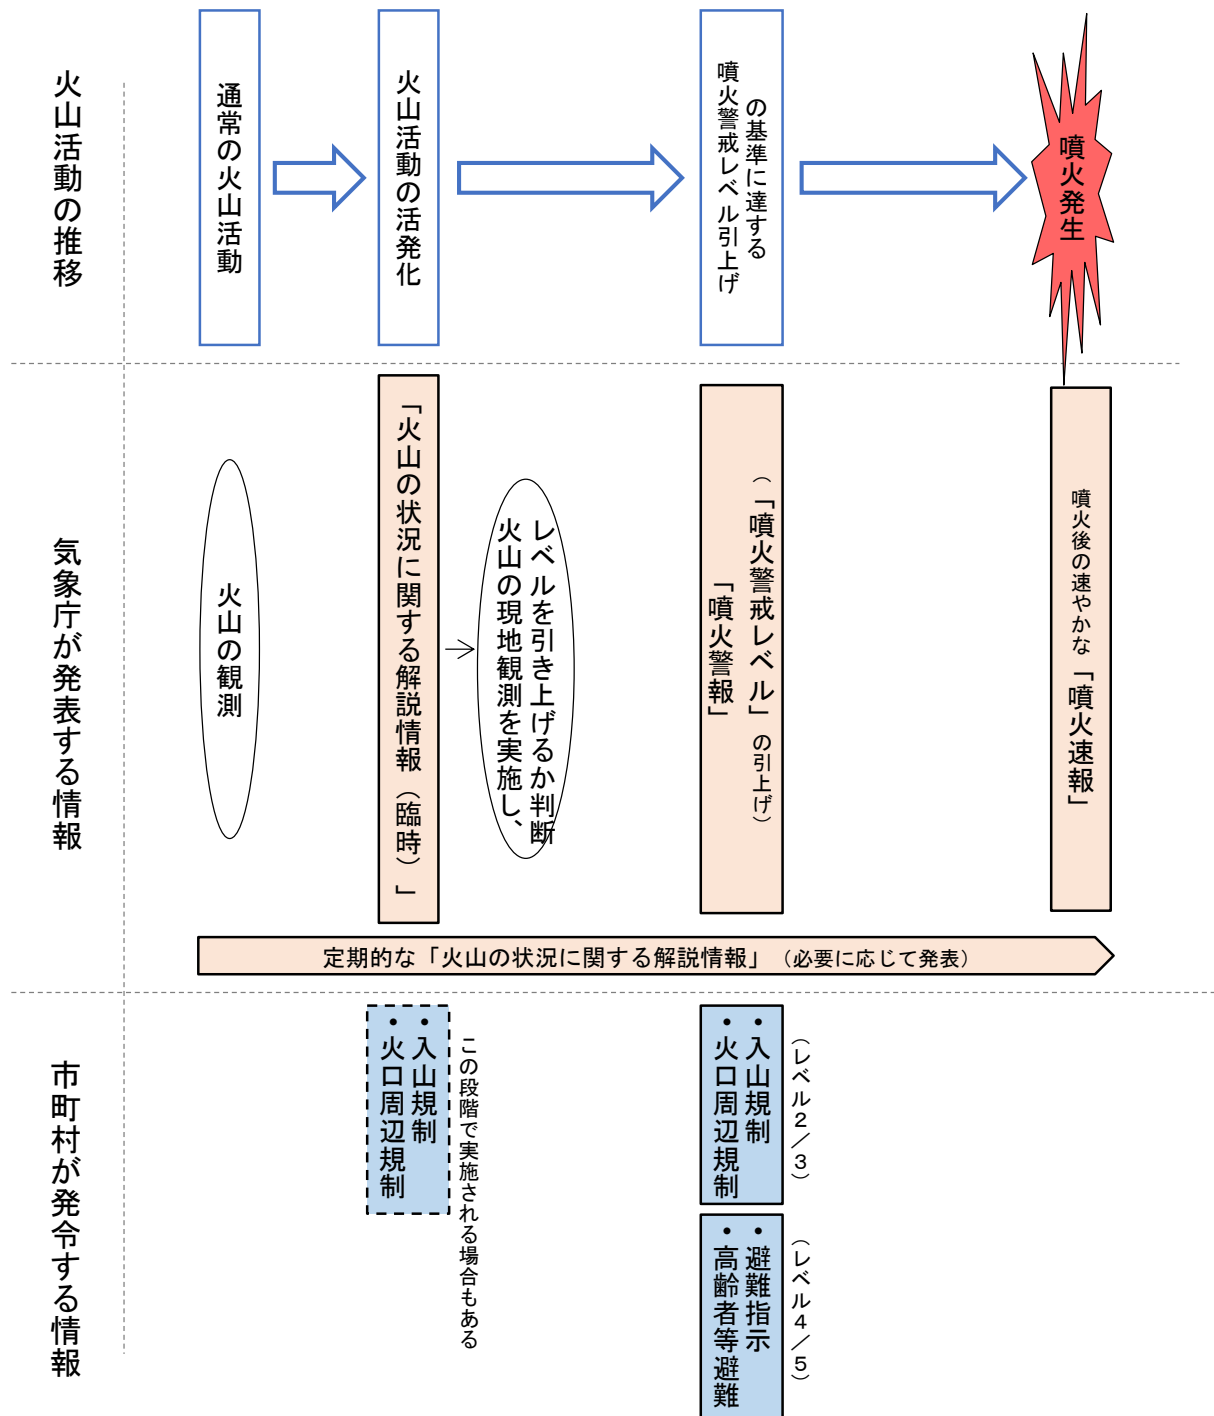 火山活動の推移
通常の火山活動
火山活動の活発化
噴火警戒レベル引上げ
の基準に達する
噴火発生
気象庁が発表する情報
火山の観測
「火山の状況に関する解説情報（臨時）」
火山の現地観測を実施し、
レベルを引き上げるか判断
「噴火警報」
（「噴火警戒レベル」の引上げ）
噴火後の速やかな「噴火速報」
定期的な「火山の状況に関する解説情報」（必要に応じて発表）
市町村が発令する情報
・火口周辺規制
・入山規制
この段階で実施される場合もある
・火口周辺規制
・入山規制
（レベル２／３）
・高齢者等避難
・避難指示
（レベル４／５）